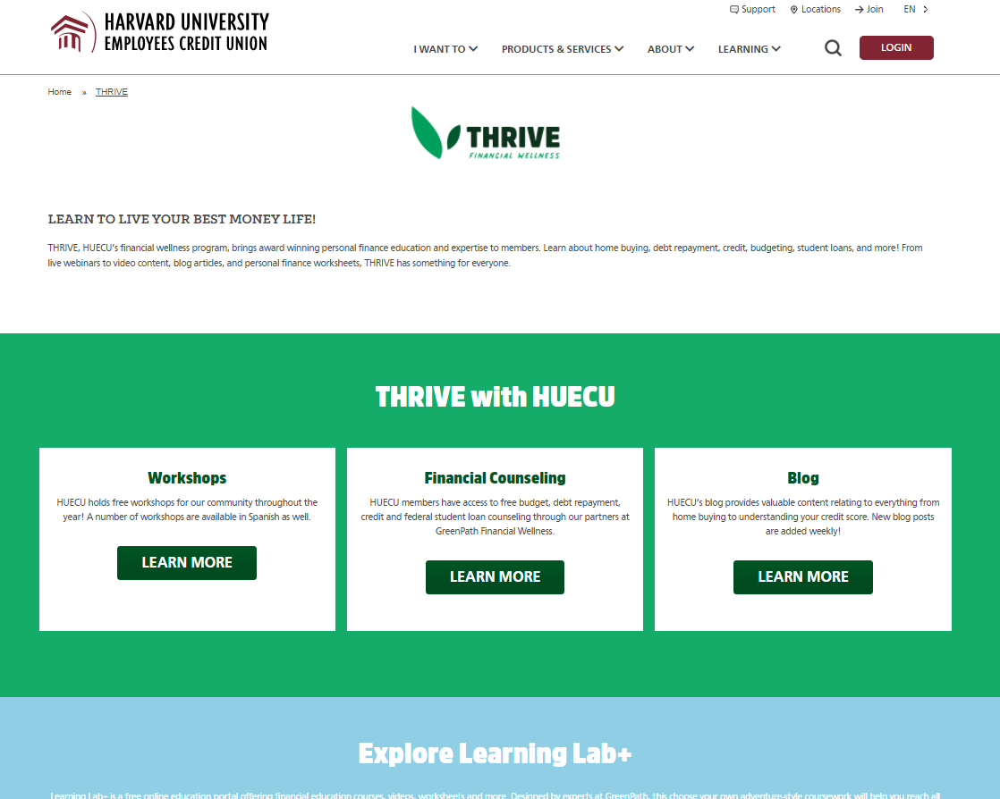 Support Locations Join EN
HARVARD UNIVERSITY
EMPLOYEES CREDIT UNION
I WANT TO PRODUCTS & SERVICES ABOUT LEARNING LOGIN
Home » THRIVE
THRIVE
FINANCIAL WELLNESS
LEARN TO LIVE YOUR BEST MONEY LIFE!
THRIVE, HUECU's financial wellness program, brings award winning personal finance education and expertise to members. Learn about home buying, debt repayment, credit, budgeting, student loans, and more! From
live webinars to video content, blog articles, and personal finance worksheets, THRIVE has something for everyone.
THRIVE with HUECU
Workshops
HUECU holds free workshops for our community throughout the
year! A number of workshops are available in Spanish as well.
LEARN MORE
Financial Counseling
HUECU members have access to free budget, debt repayment,
credit and federal student loan counseling through our partners at
GreenPath Financial Wellness.
LEARN MORE
Blog
HUECU's blog provides valuable content relating to everything from
home buying to understanding your credit score. New blog posts
are added weekly!
LEARN MORE
Explore Learning Lab+
Learning Lab+ is a free online education portal offering financial education courses, videos, worksheets and more. Designed by experts at GreenPath, this choose your own adventure-style coursework will help you reach all